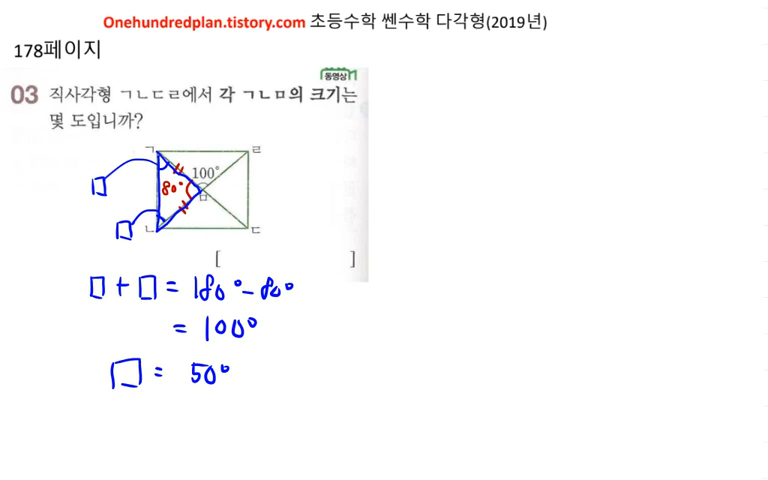 Onehundredplan.tistory.com 초등수학 쎈수학 다각형(2019년)
178페이지
동영상
03 직사각형 ㄱㄴㄷㄹ에서 각 ㄱㄴㅁ의 크기는
몇 도입니까?
ㄱ ㄹ
100°
80°
□
ㅁ
□
ㄴ ㄷ
[ ]
□ + □ = 180° - 80°
= 100°
□ = 50°